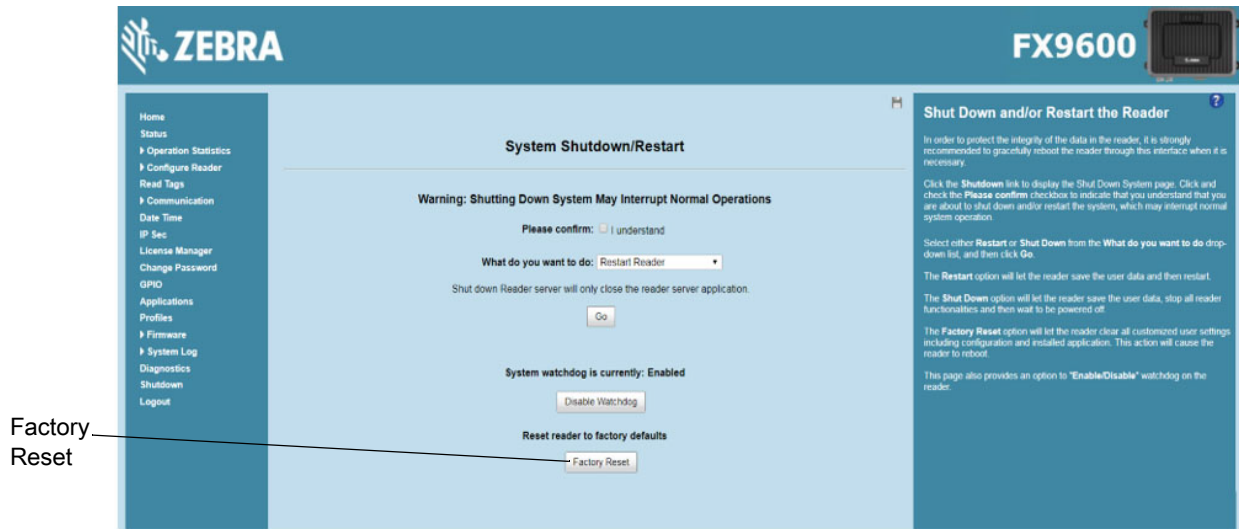 ZEBRA
FX9600
Home
Status
Operation Statistics
Configure Reader
Read Tags
Communication
Date Time
IP Sec
License Manager
Change Password
GPIO
Applications
Profiles
Firmware
System Log
Diagnostics
Shutdown
Logout
System Shutdown/Restart
Warning: Shutting Down System May Interrupt Normal Operations
Please confirm: I understand
What do you want to do: Restart Reader
Shut down Reader server will only close the reader server application.
Go
System watchdog is currently: Enabled
Disable Watchdog
Reset reader to factory defaults
Factory Reset
?
Shut Down and/or Restart the Reader
In order to protect the integrity of the data in the reader, it is strongly
recommended to gracefully reboot the reader through this interface when it is
necessary.
Click the Shutdown link to display the Shut Down System page. Click and
check the Please confirm checkbox to indicate that you understand that you
are about to shut down and/or restart the system, which may interrupt normal
system operation.
Select either Restart or Shut Down from the What do you want to do drop-
down list, and then click Go.
The Restart option will let the reader save the user data and then restart.
The Shut Down option will let the reader save the user data, stop all reader
functionalities and then wait to be powered off.
The Factory Reset option will let the reader clear all customized user settings
including configuration and installed application. This action will cause the
reader to reboot.
This page also provides an option to "Enable/Disable" watchdog on the
reader.
Factory
Reset